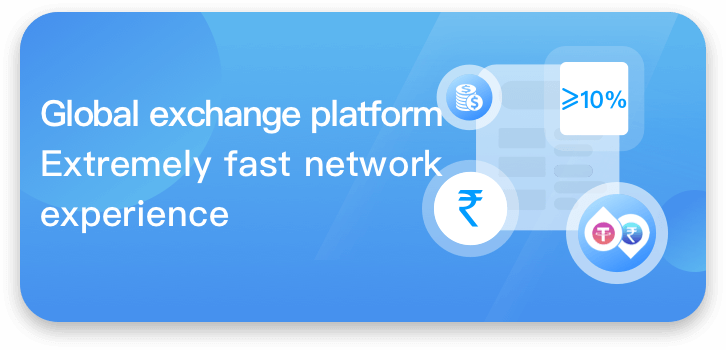 Global exchange platform
Extremely fast network
experience
⩾10%
₹
₹